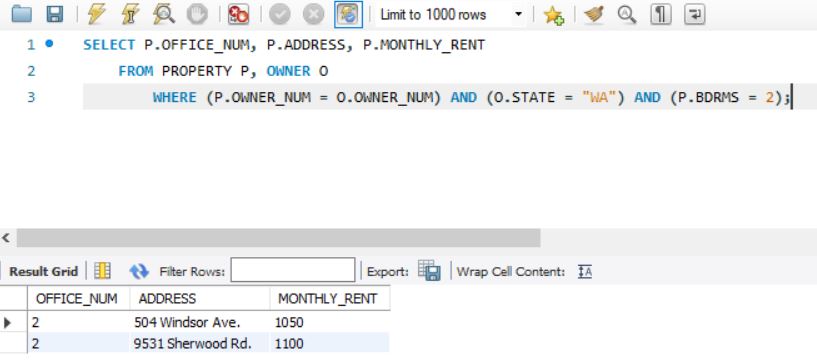 Limit to 1000 rows
1 SELECT P.OFFICE_NUM, P.ADDRESS, P.MONTHLY_RENT
2 FROM PROPERTY P, OWNER O
3 WHERE (P.OWNER_NUM = O.OWNER_NUM) AND (O.STATE = "WA") AND (P.BDRMS = 2);
Result Grid Filter Rows: Export: Wrap Cell Content: IA
OFFICE_NUM ADDRESS MONTHLY_RENT
2 504 Windsor Ave. 1050
2 9531 Sherwood Rd. 1100